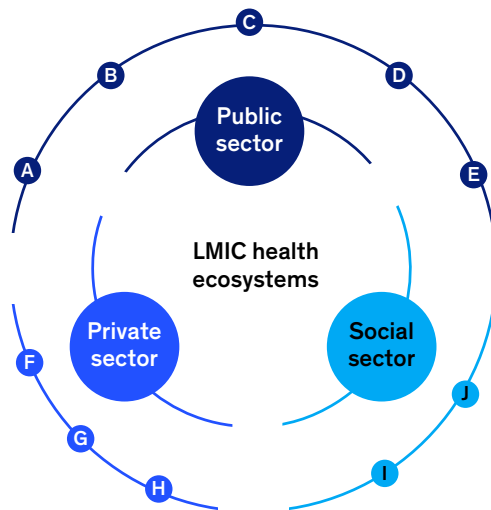 C
B
D
Public
sector
A
E
LMIC health
ecosystems
Private
sector
Social
sector
F
J
G
I
H